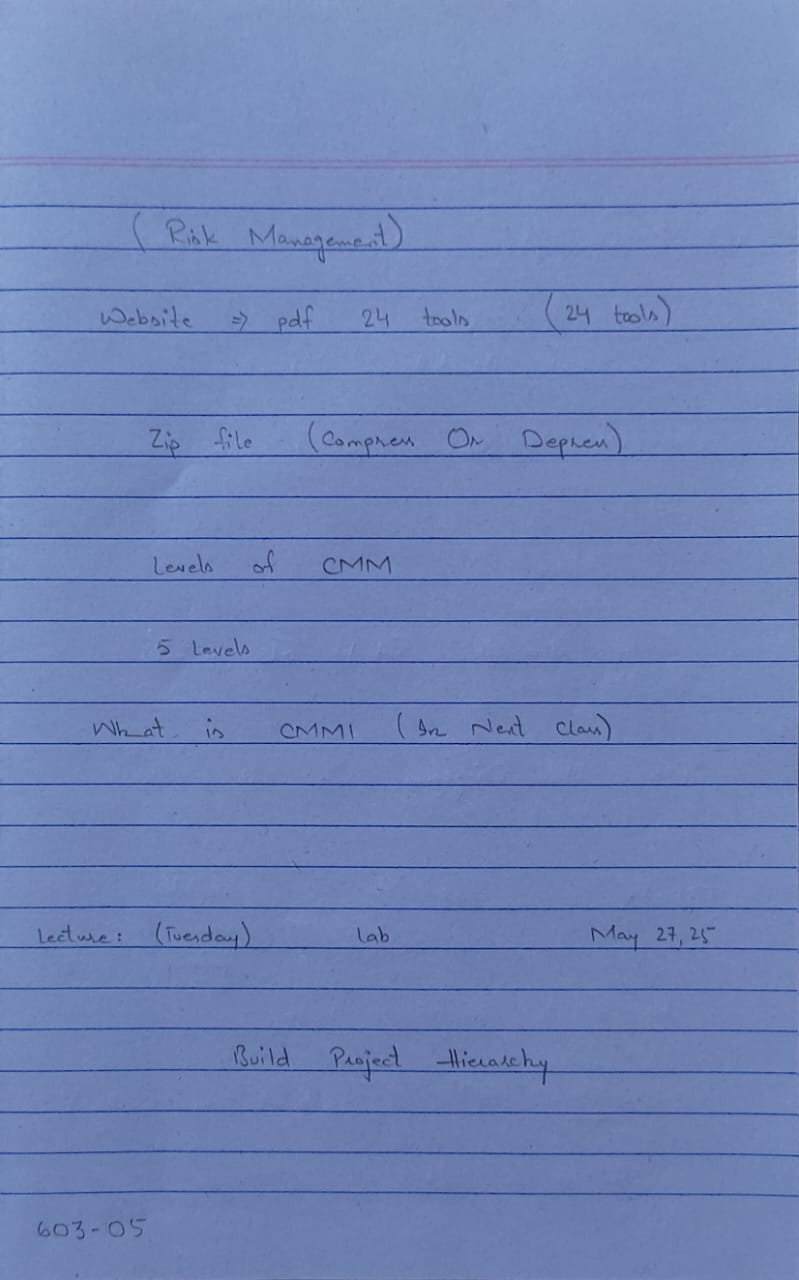 (Risk Management)
Website ⇒ pdf 24 tools (24 tools)
Zip file (Compress Or Depress)
Levels of CMM
5 Levels
What is CMMI (In Next Class)
Lecture: (Tuesday) lab May 27, 25
Build Project Hierarchy
603-05